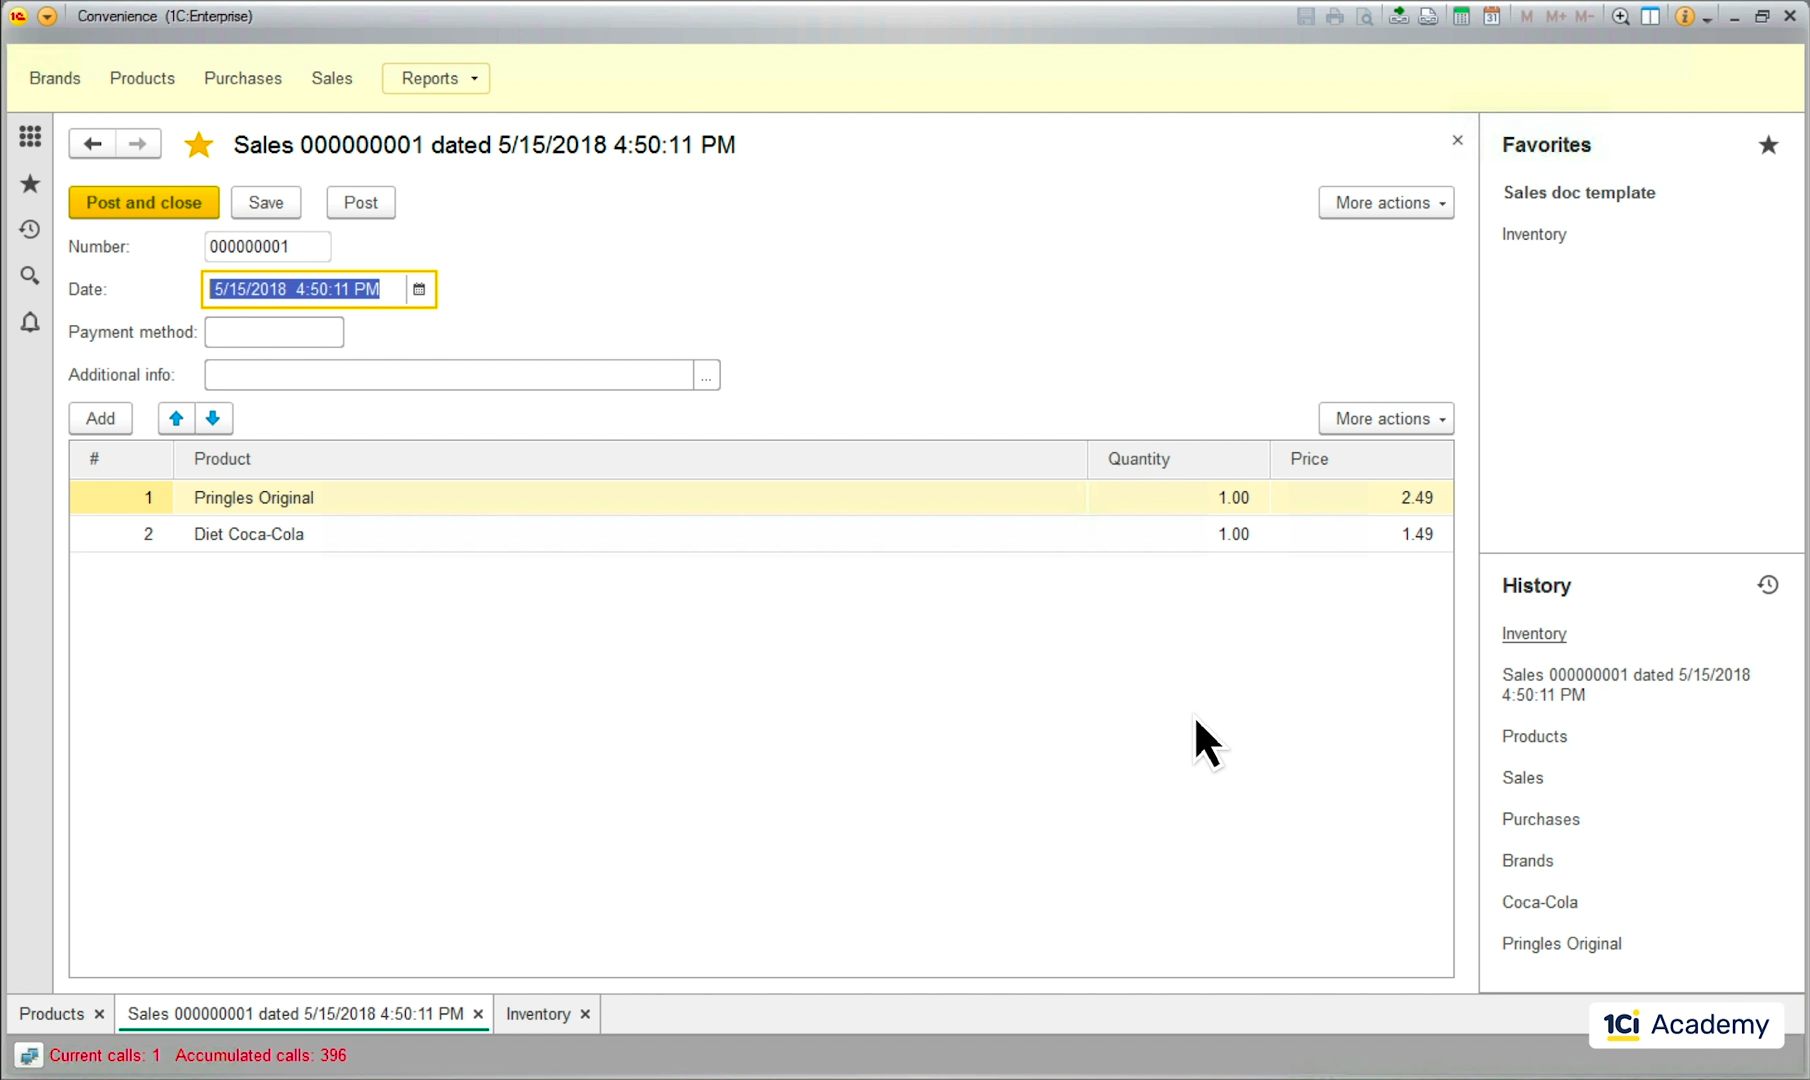 Convenience (1C:Enterprise)
31 M M+ M-
Brands Products Purchases Sales Reports
Sales 000000001 dated 5/15/2018 4:50:11 PM
Post and close Save Post More actions
Number: 000000001
Date: 5/15/2018 4:50:11 PM
Payment method:
Additional info: ...
Add More actions
# Product Quantity Price
1 Pringles Original 1.00 2.49
2 Diet Coca-Cola 1.00 1.49
Favorites
Sales doc template
Inventory
History
Inventory
Sales 000000001 dated 5/15/2018
4:50:11 PM
Products
Sales
Purchases
Brands
Coca-Cola
Pringles Original
Products Sales 000000001 dated 5/15/2018 4:50:11 PM Inventory
1Ci Academy
Current calls: 1 Accumulated calls: 396